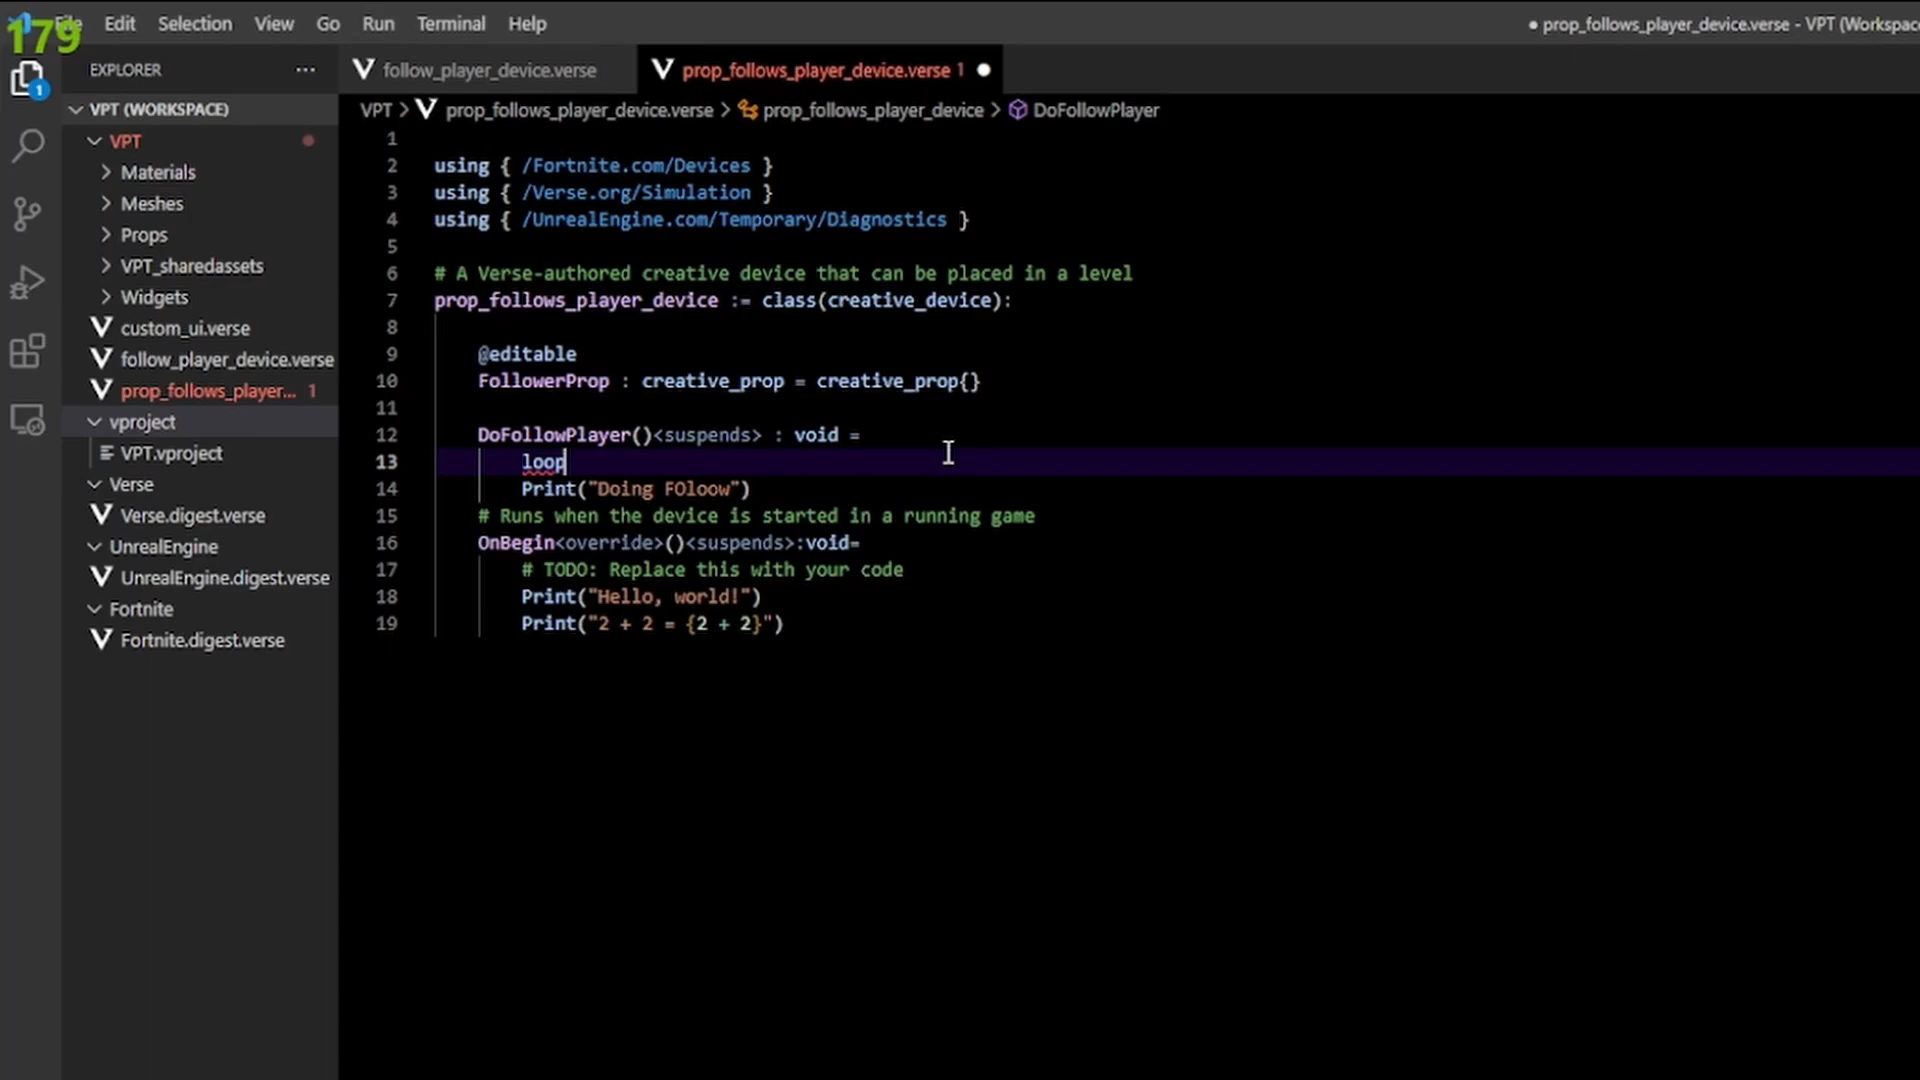 File Edit Selection View Go Run Terminal Help
● prop_follows_player_device.verse - VPT (Workspace
179
EXPLORER ...
follow_player_device.verse
prop_follows_player_device.verse 1
1
VPT (WORKSPACE)
VPT > prop_follows_player_device.verse > prop_follows_player_device > DoFollowPlayer
VPT
Materials
Meshes
Props
VPT_sharedassets
Widgets
custom_ui.verse
follow_player_device.verse
prop_follows_player... 1
vproject
VPT.vproject
Verse
Verse.digest.verse
UnrealEngine
UnrealEngine.digest.verse
Fortnite
Fortnite.digest.verse
1
2 using { /Fortnite.com/Devices }
3 using { /Verse.org/Simulation }
4 using { /UnrealEngine.com/Temporary/Diagnostics }
5
6 # A Verse-authored creative device that can be placed in a level
7 prop_follows_player_device := class(creative_device):
8
9 @editable
10 FollowerProp : creative_prop = creative_prop{}
11
12 DoFollowPlayer()<suspends> : void =
13 loop
14 Print("Doing FOloow")
15 # Runs when the device is started in a running game
16 OnBegin<override>()<suspends>:void=
17 # TODO: Replace this with your code
18 Print("Hello, world!")
19 Print("2 + 2 = {2 + 2}")